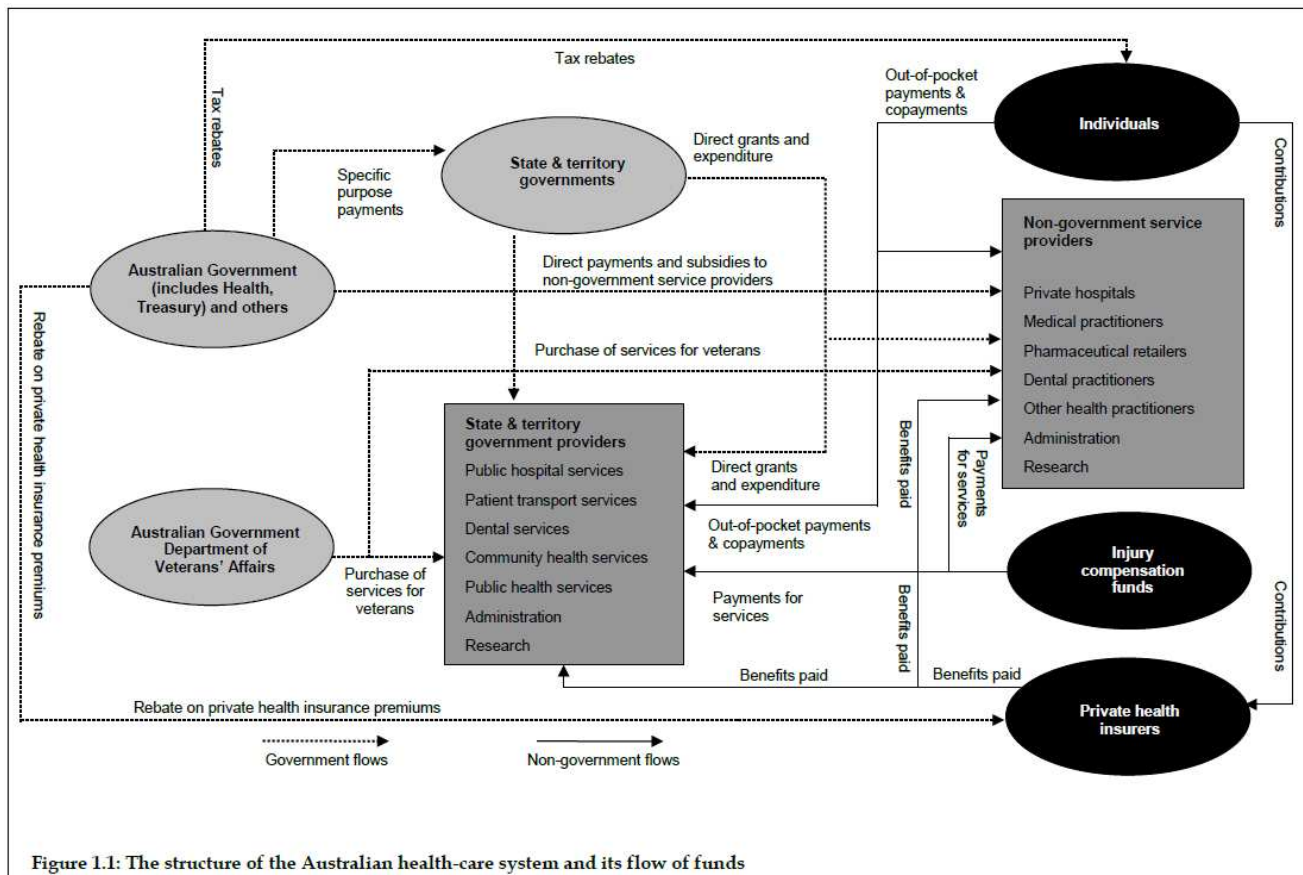 Tax rebates
Tax rebates
Out-of-pocket
payments &
copayments
Individuals
Contributions
State & territory
governments
Direct grants and
expenditure
Specific
purpose
payments
Non-government service
providers
Private hospitals
Medical practitioners
Pharmaceutical retailers
Dental practitioners
Other health practitioners
Administration
Research
Australian Government
(includes Health,
Treasury) and others
Direct payments and subsidies to
non-government service providers
Rebate on private health insurance premiums
Purchase of services for veterans
State & territory
government providers
Public hospital services
Patient transport services
Dental services
Community health services
Public health services
Administration
Research
Direct grants
and expenditure
Benefits paid
Payments
for services
Out-of-pocket payments
& copayments
Australian Government
Department of
Veterans' Affairs
Purchase of
services for
veterans
Injury
compensation
funds
Payments for
services
Benefits paid
Contributions
Benefits paid
Benefits paid
Private health
insurers
Rebate on private health insurance premiums
Government flows
Non-government flows
Figure 1.1: The structure of the Australian health-care system and its flow of funds